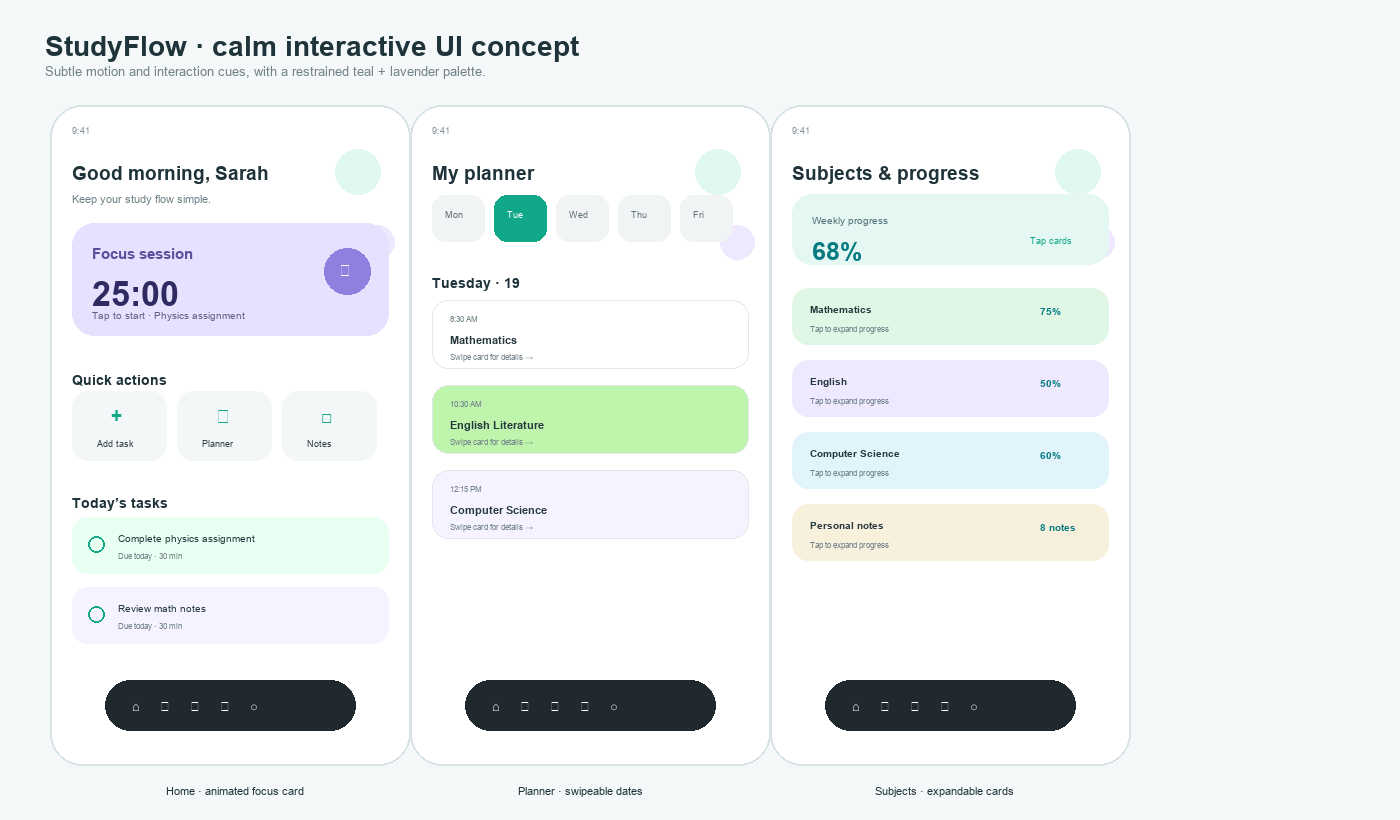 StudyFlow · calm interactive UI concept
Subtle motion and interaction cues, with a restrained teal + lavender palette.
9:41
Good morning, Sarah
Keep your study flow simple.
Focus session
25:00
Tap to start · Physics assignment
Quick actions
+
Add task
Planner
Notes
Today’s tasks
Complete physics assignment
Due today · 30 min
Review math notes
Due today · 30 min
Home · animated focus card
9:41
My planner
Mon Tue Wed Thu Fri
Tuesday · 19
8:30 AM
Mathematics
Swipe card for details →
10:30 AM
English Literature
Swipe card for details →
12:15 PM
Computer Science
Swipe card for details →
Planner · swipeable dates
9:41
Subjects & progress
Weekly progress
68%
Tap cards
Mathematics
75%
Tap to expand progress
English
50%
Tap to expand progress
Computer Science
60%
Tap to expand progress
Personal notes
8 notes
Tap to expand progress
Subjects · expandable cards